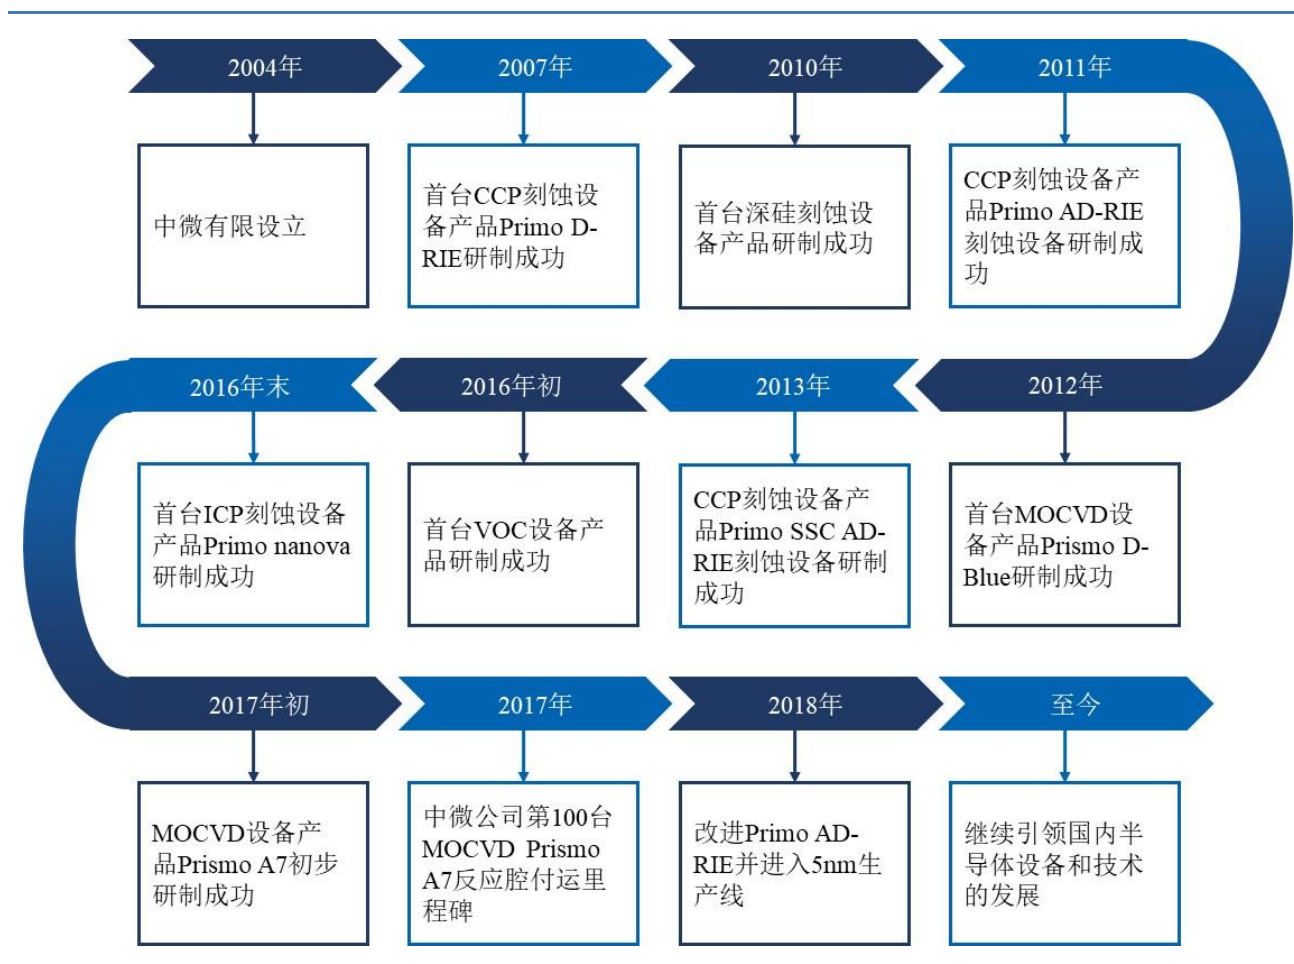 2004年
2007年
2010年
2011年
中微有限设立
首台CCP刻蚀设
备产品Primo D-
RIE研制成功
首台深硅刻蚀设
备产品研制成功
CCP刻蚀设备产
品Primo AD-RIE
刻蚀设备研制成
功
2012年
2013年
2016年初
2016年末
首台MOCVD设
备产品Prismo D-
Blue研制成功
CCP刻蚀设备产
品Primo SSC AD-
RIE刻蚀设备研制
成功
首台VOC设备产
品研制成功
首台ICP刻蚀设备
产品Primo nanova
研制成功
2017年初
2017年
2018年
至今
MOCVD设备产
品Prismo A7初步
研制成功
中微公司第100台
MOCVD Prismo
A7反应腔付运里
程碑
改进Primo AD-
RIE并进入5nm生
产线
继续引领国内半
导体设备和技术
的发展